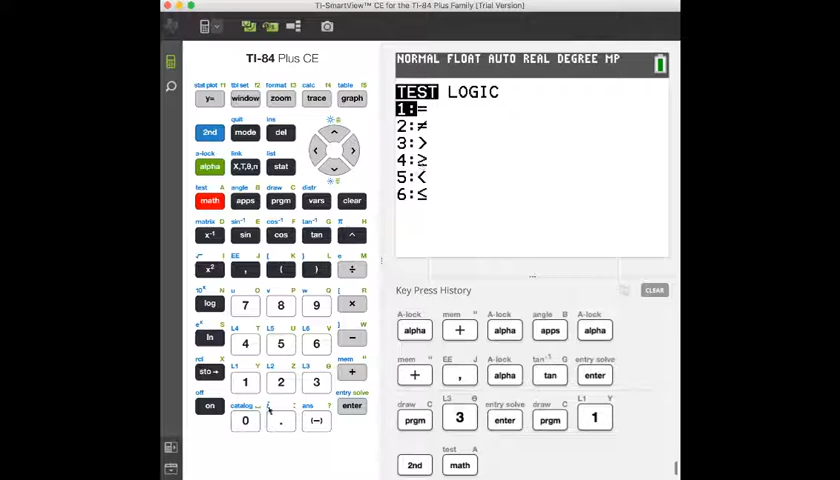 TI-SmartView™ CE for the TI-84 Plus Family (Trial Version)
TI-84 Plus CE
NORMAL FLOAT AUTO REAL DEGREE MP
TEST LOGIC
1:=
2:≠
3:>
4:≥
5:<
6:≤
stat plot f1 tbl set f2 format f3 calc f4 table f5
y= window zoom trace graph
quit ins
2nd mode del
a-lock link list
alpha X,T,θ,n stat
test A angle B draw C distr
math apps prgm vars clear
matrix D sin⁻¹ E cos⁻¹ F tan⁻¹ G π H
x⁻¹ sin cos tan ^
√ I EE J { K } L e M
x² , ( ) ÷
10ˣ N u O v P w Q [ R
log 7 8 9 ×
eˣ S L4 T L5 U L6 V ] W
ln 4 5 6 −
rcl X L1 Y L2 Z L3 θ mem "
sto→ 1 2 3 +
off catalog i : ans ? entry solve
on 0 . (−) enter
Key Press History
CLEAR
A-lock mem " A-lock angle B A-lock
alpha + alpha apps alpha
mem " EE J A-lock tan⁻¹ G entry solve
+ , alpha tan enter
draw C L3 θ entry solve draw C L1 Y
prgm 3 enter prgm 1
test A
2nd math